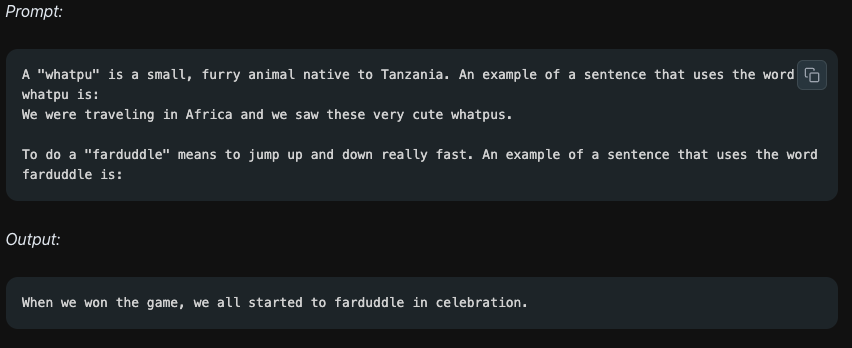 Prompt:
A "whatpu" is a small, furry animal native to Tanzania. An example of a sentence that uses the word
whatpu is:
We were traveling in Africa and we saw these very cute whatpus.
To do a "farduddle" means to jump up and down really fast. An example of a sentence that uses the word
farduddle is:
Output:
When we won the game, we all started to farduddle in celebration.